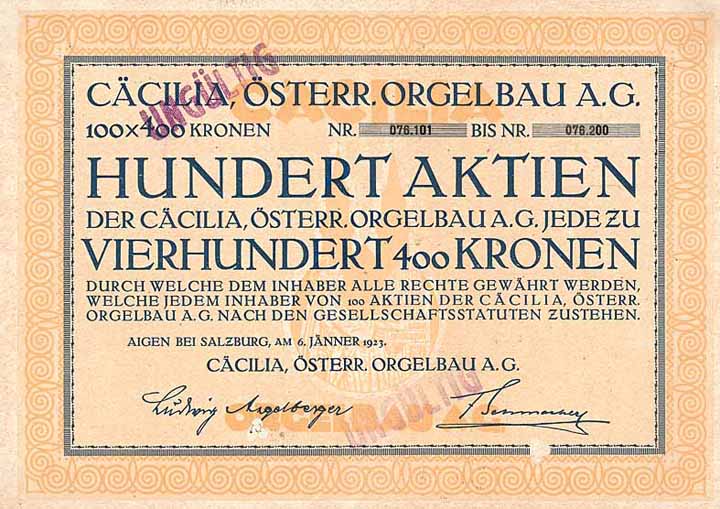 UNGÜLTIG
CÄCILIA, ÖSTERR. ORGELBAU A.G.
100×400 KRONEN NR. 076.101 BIS NR. 076.200
HUNDERT AKTIEN
DER CÄCILIA, ÖSTERR. ORGELBAU A.G. JEDE ZU
VIERHUNDERT 400 KRONEN
DURCH WELCHE DEM INHABER ALLE RECHTE GEWÄHRT WERDEN,
WELCHE JEDEM INHABER VON 100 AKTIEN DER CÄCILIA, ÖSTERR.
ORGELBAU A.G. NACH DEN GESELLSCHAFTSSTATUTEN ZUSTEHEN.
AIGEN BEI SALZBURG, AM 6. JÄNNER 1923.
CÄCILIA, ÖSTERR. ORGELBAU A.G.
Ludwig
UNGÜLTIG